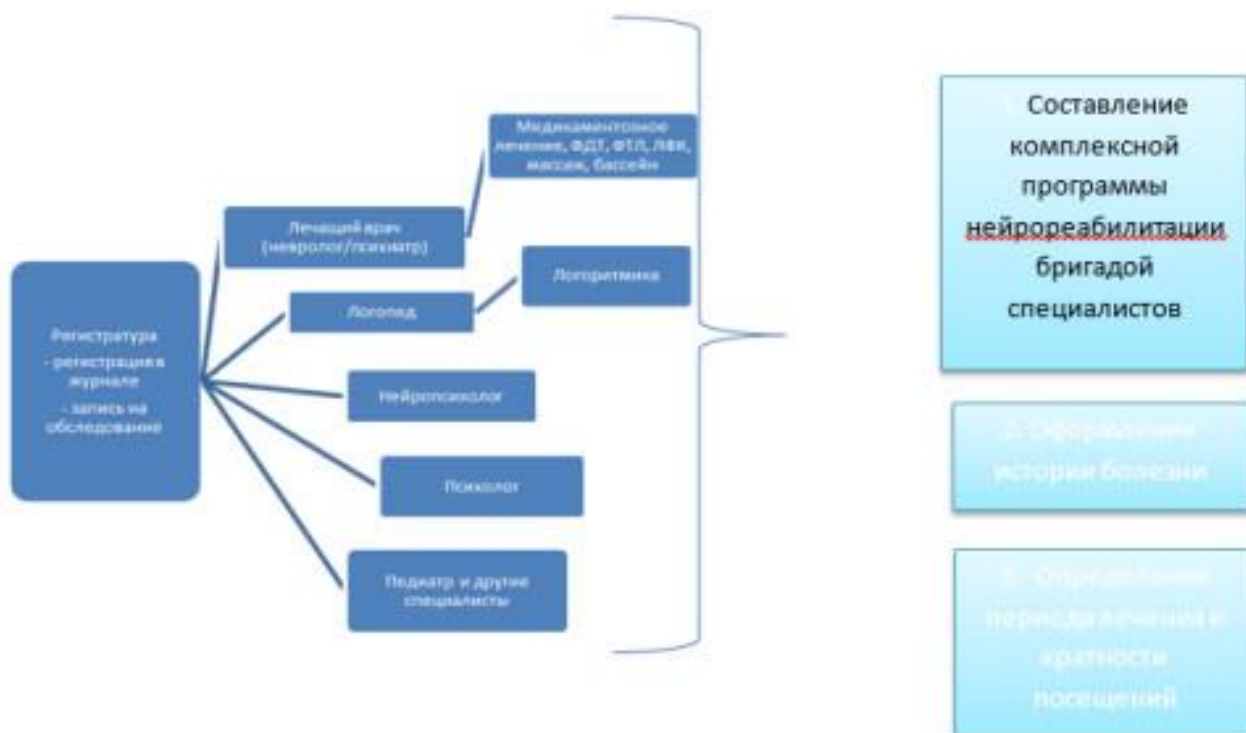 Медикаментозное
лечение, ФДТ, ФТЛ, ЛФК,
массаж, бассейн
Лечащий врач
(невролог/психиатр)
Логоритмика
Логопед
Регистратура
- регистрация в
журнале
- запись на
обследование
Нейропсихолог
Психолог
Педиатр и другие
специалисты
1. Составление
комплексной
программы
нейрореабилитации
бригадой
специалистов
2. Оформление
истории болезни
3. Определение
периода лечения и
кратности
посещений